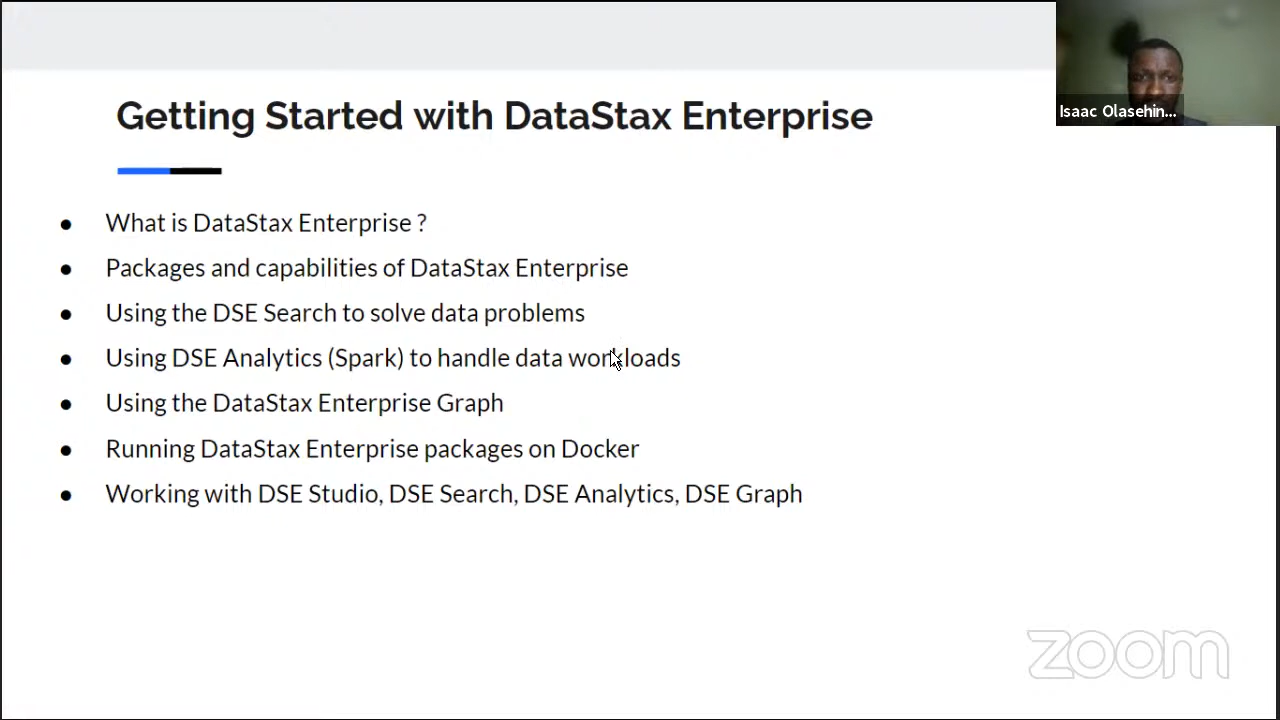 Getting Started with DataStax Enterprise
Isaac Olasehin...
● What is DataStax Enterprise ?
● Packages and capabilities of DataStax Enterprise
● Using the DSE Search to solve data problems
● Using DSE Analytics (Spark) to handle data workloads
● Using the DataStax Enterprise Graph
● Running DataStax Enterprise packages on Docker
● Working with DSE Studio, DSE Search, DSE Analytics, DSE Graph
zoom